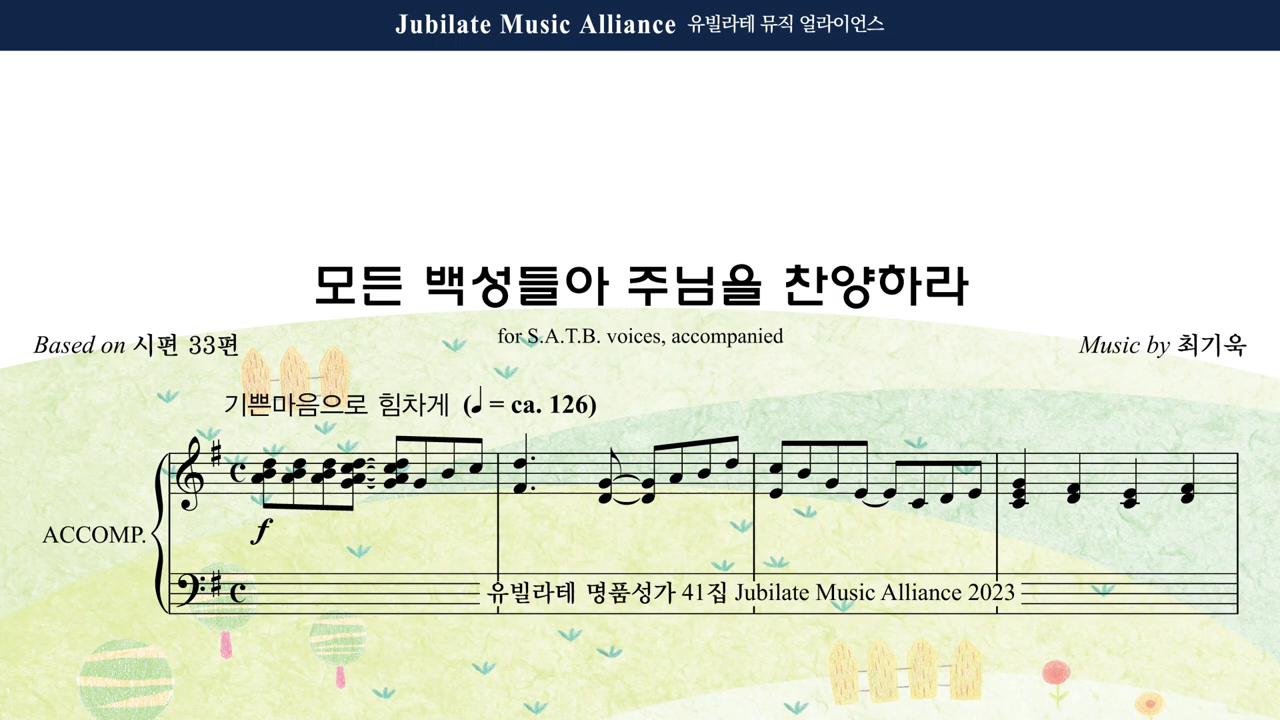 Jubilate Music Alliance 유빌라테 뮤직 얼라이언스
모든 백성들아 주님을 찬양하라
for S.A.T.B. voices, accompanied
Based on 시편 33편
Music by 최기욱
기쁜마음으로 힘차게 (♩ = ca. 126)
f
ACCOMP.
유빌라테 명품성가 41집 Jubilate Music Alliance 2023